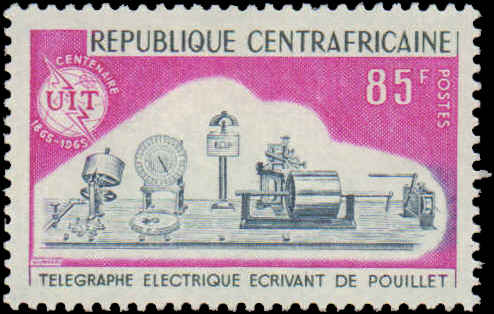 REPUBLIQUE CENTRAFRICAINE
CENTENAIRE
UIT
1865-1965
85F
POSTES
TELEGRAPHE ELECTRIQUE ECRIVANT DE POUILLET